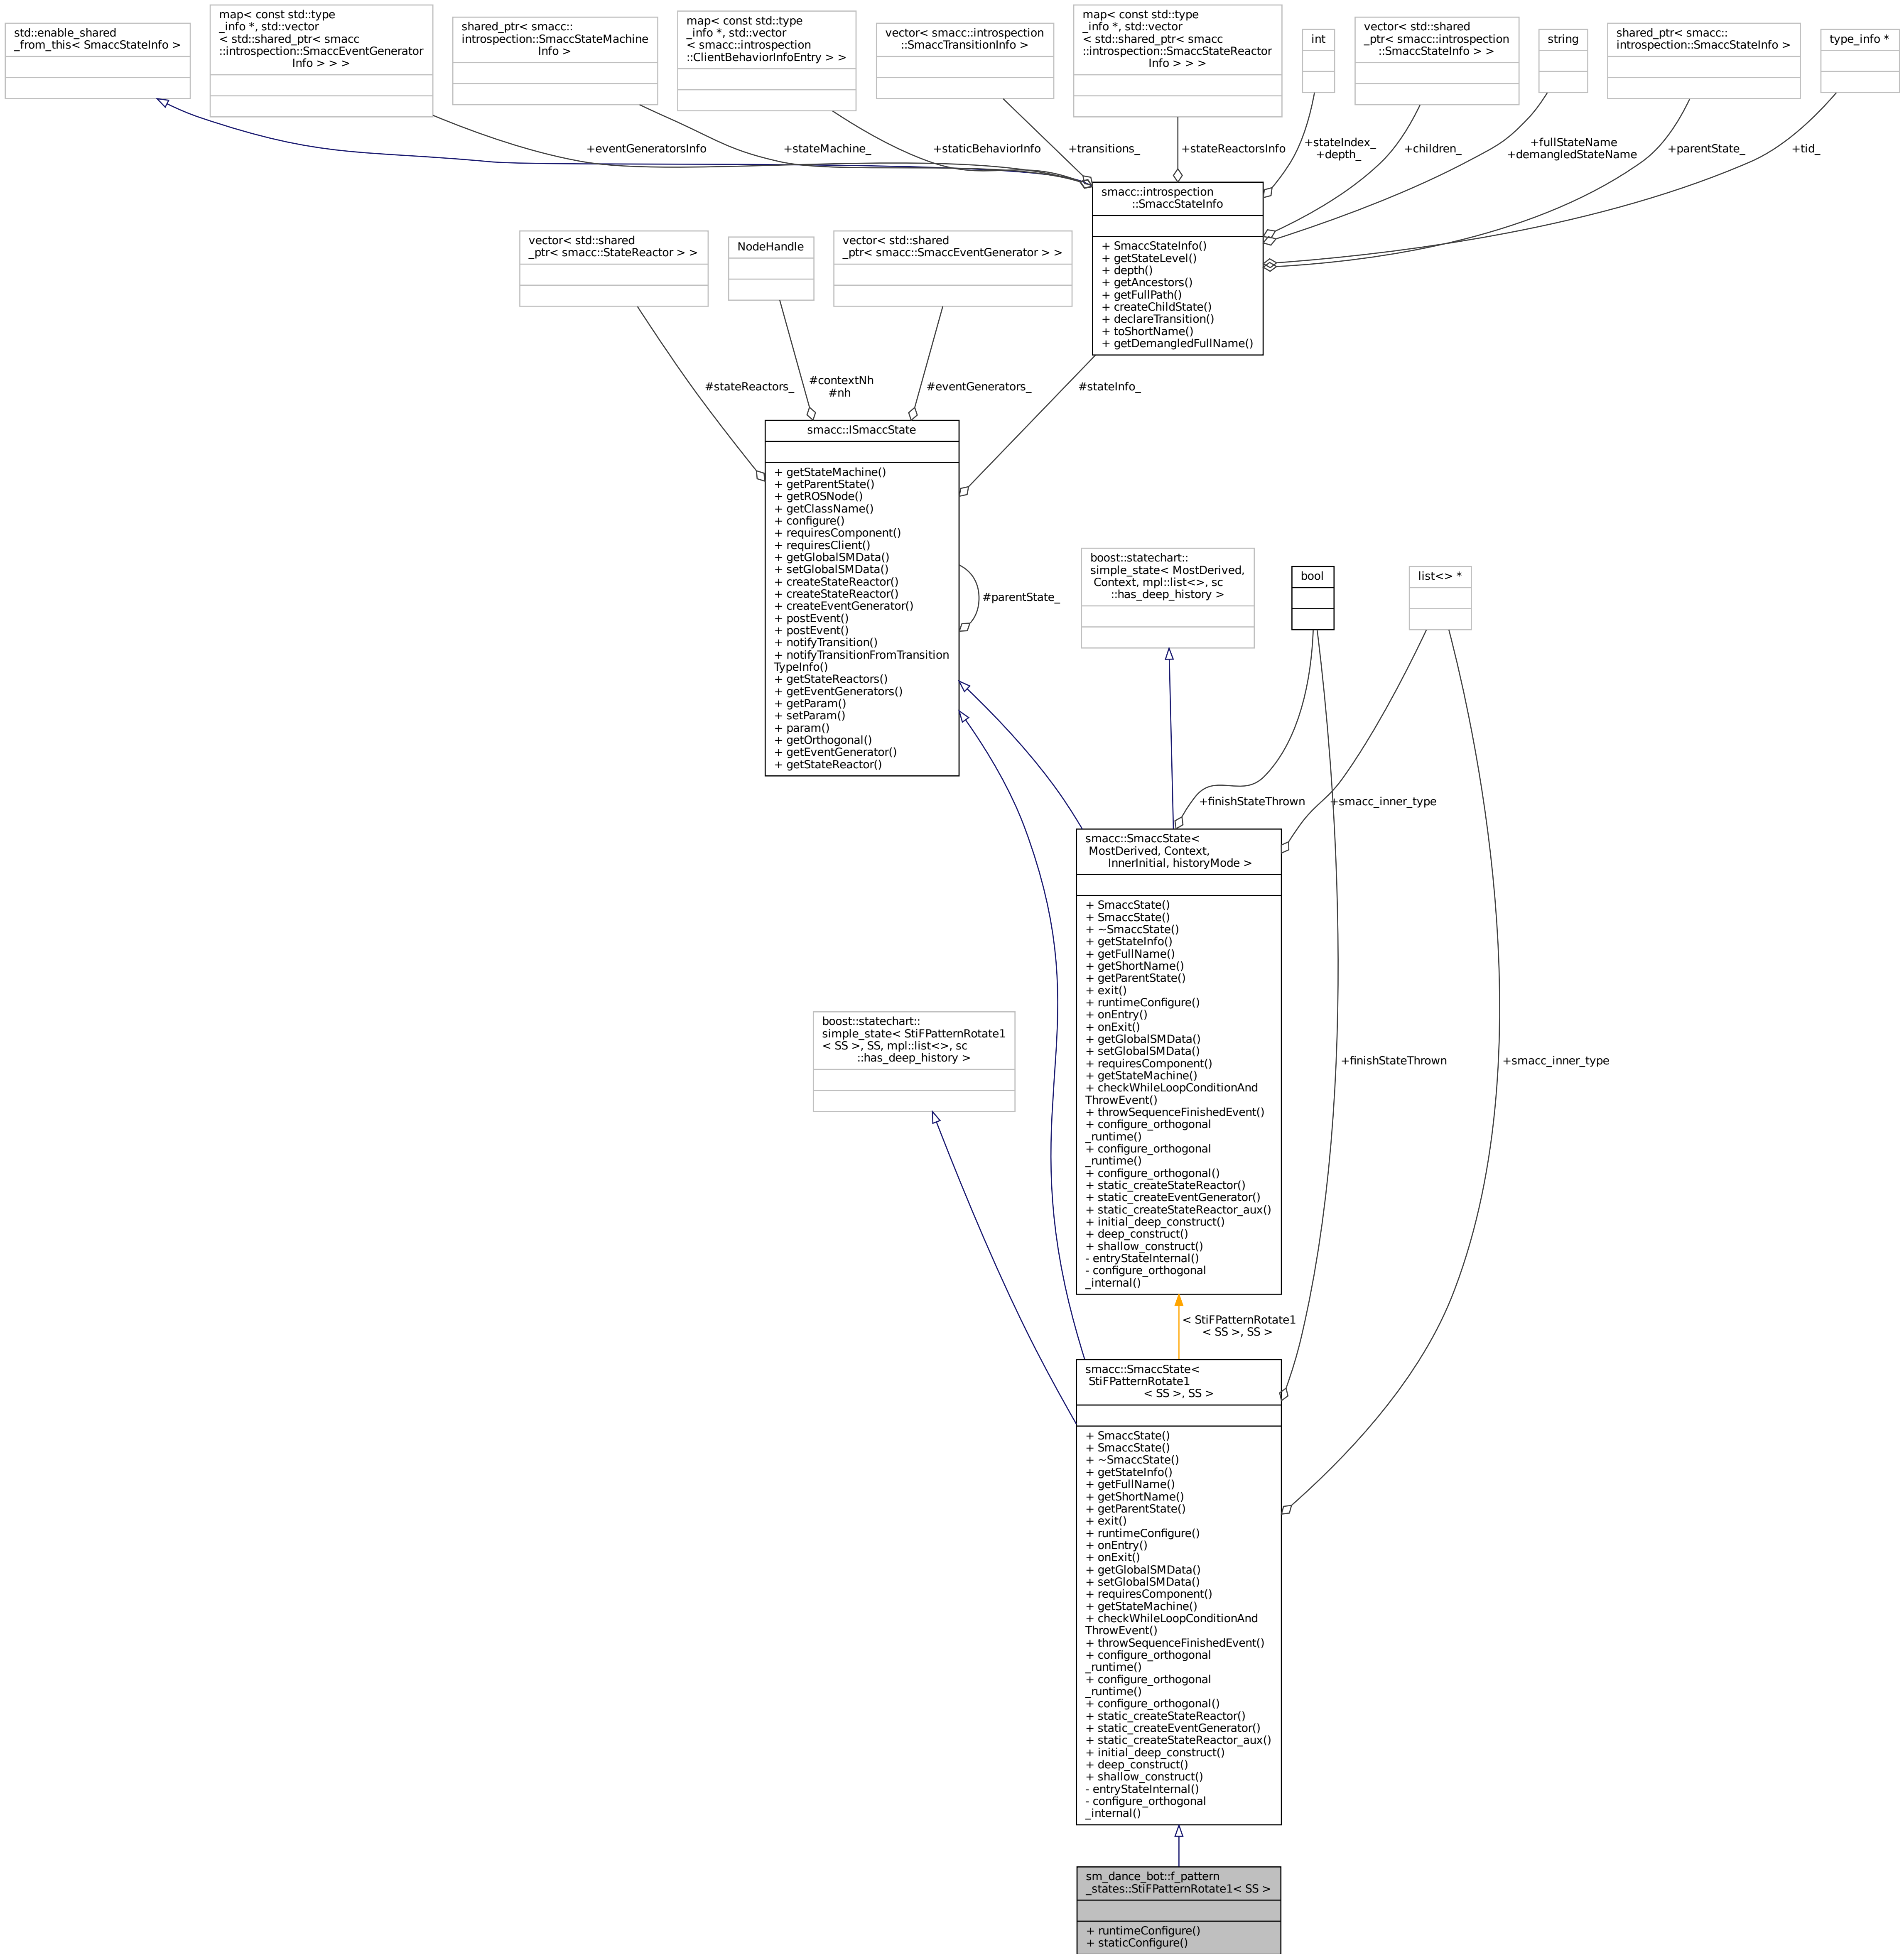 std::enable_shared
_from_this< SmaccStateInfo >
map< const std::type
_info *, std::vector
< std::shared_ptr< smacc
::introspection::SmaccEventGenerator
Info > > >
shared_ptr< smacc::
introspection::SmaccStateMachine
Info >
map< const std::type
_info *, std::vector
< smacc::introspection
::ClientBehaviorInfoEntry > >
vector< smacc::introspection
::SmaccTransitionInfo >
map< const std::type
_info *, std::vector
< std::shared_ptr< smacc
::introspection::SmaccStateReactor
Info > > >
int
vector< std::shared
_ptr< smacc::introspection
::SmaccStateInfo > >
string
shared_ptr< smacc::
introspection::SmaccStateInfo >
type_info *
+eventGeneratorsInfo
+stateMachine_
+staticBehaviorInfo
+transitions_
+stateReactorsInfo
+stateIndex_
+depth_
+children_
+fullStateName
+demangledStateName
+parentState_
+tid_
smacc::introspection
::SmaccStateInfo
+ SmaccStateInfo()
+ getStateLevel()
+ depth()
+ getAncestors()
+ getFullPath()
+ createChildState()
+ declareTransition()
+ toShortName()
+ getDemangledFullName()
vector< std::shared
_ptr< smacc::StateReactor > >
NodeHandle
vector< std::shared
_ptr< smacc::SmaccEventGenerator > >
#stateReactors_
#contextNh
#nh
#eventGenerators_
#stateInfo_
smacc::ISmaccState
+ getStateMachine()
+ getParentState()
+ getROSNode()
+ getClassName()
+ configure()
+ requiresComponent()
+ requiresClient()
+ getGlobalSMData()
+ setGlobalSMData()
+ createStateReactor()
+ createStateReactor()
+ createEventGenerator()
+ postEvent()
+ postEvent()
+ notifyTransition()
+ notifyTransitionFromTransition
TypeInfo()
+ getStateReactors()
+ getEventGenerators()
+ getParam()
+ setParam()
+ param()
+ getOrthogonal()
+ getEventGenerator()
+ getStateReactor()
#parentState_
boost::statechart::
simple_state< MostDerived,
Context, mpl::list<>, sc
::has_deep_history >
bool
list<> *
+finishStateThrown
+smacc_inner_type
smacc::SmaccState<
MostDerived, Context,
InnerInitial, historyMode >
+ SmaccState()
+ SmaccState()
+ ~SmaccState()
+ getStateInfo()
+ getFullName()
+ getShortName()
+ getParentState()
+ exit()
+ runtimeConfigure()
+ onEntry()
+ onExit()
+ getGlobalSMData()
+ setGlobalSMData()
+ requiresComponent()
+ getStateMachine()
+ checkWhileLoopConditionAnd
ThrowEvent()
+ throwSequenceFinishedEvent()
+ configure_orthogonal
_runtime()
+ configure_orthogonal
_runtime()
+ configure_orthogonal()
+ static_createStateReactor()
+ static_createEventGenerator()
+ static_createStateReactor_aux()
+ initial_deep_construct()
+ deep_construct()
+ shallow_construct()
- entryStateInternal()
- configure_orthogonal
_internal()
boost::statechart::
simple_state< StiFPatternRotate1
< SS >, SS, mpl::list<>, sc
::has_deep_history >
+finishStateThrown
+smacc_inner_type
< StiFPatternRotate1
< SS >, SS >
smacc::SmaccState<
StiFPatternRotate1
< SS >, SS >
+ SmaccState()
+ SmaccState()
+ ~SmaccState()
+ getStateInfo()
+ getFullName()
+ getShortName()
+ getParentState()
+ exit()
+ runtimeConfigure()
+ onEntry()
+ onExit()
+ getGlobalSMData()
+ setGlobalSMData()
+ requiresComponent()
+ getStateMachine()
+ checkWhileLoopConditionAnd
ThrowEvent()
+ throwSequenceFinishedEvent()
+ configure_orthogonal
_runtime()
+ configure_orthogonal
_runtime()
+ configure_orthogonal()
+ static_createStateReactor()
+ static_createEventGenerator()
+ static_createStateReactor_aux()
+ initial_deep_construct()
+ deep_construct()
+ shallow_construct()
- entryStateInternal()
- configure_orthogonal
_internal()
sm_dance_bot::f_pattern
_states::StiFPatternRotate1< SS >
+ runtimeConfigure()
+ staticConfigure()